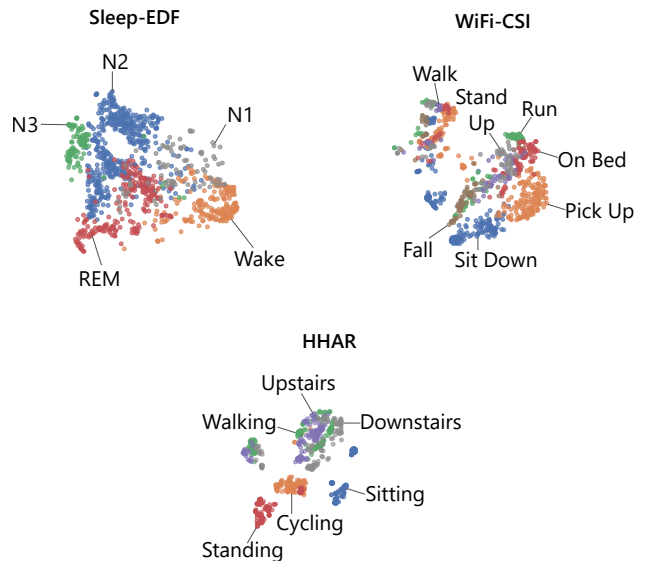 Sleep-EDF
N2
N3
N1
Wake
REM
WiFi-CSI
Walk
Stand
Up
Run
On Bed
Pick Up
Fall
Sit Down
HHAR
Upstairs
Walking
Downstairs
Sitting
Cycling
Standing